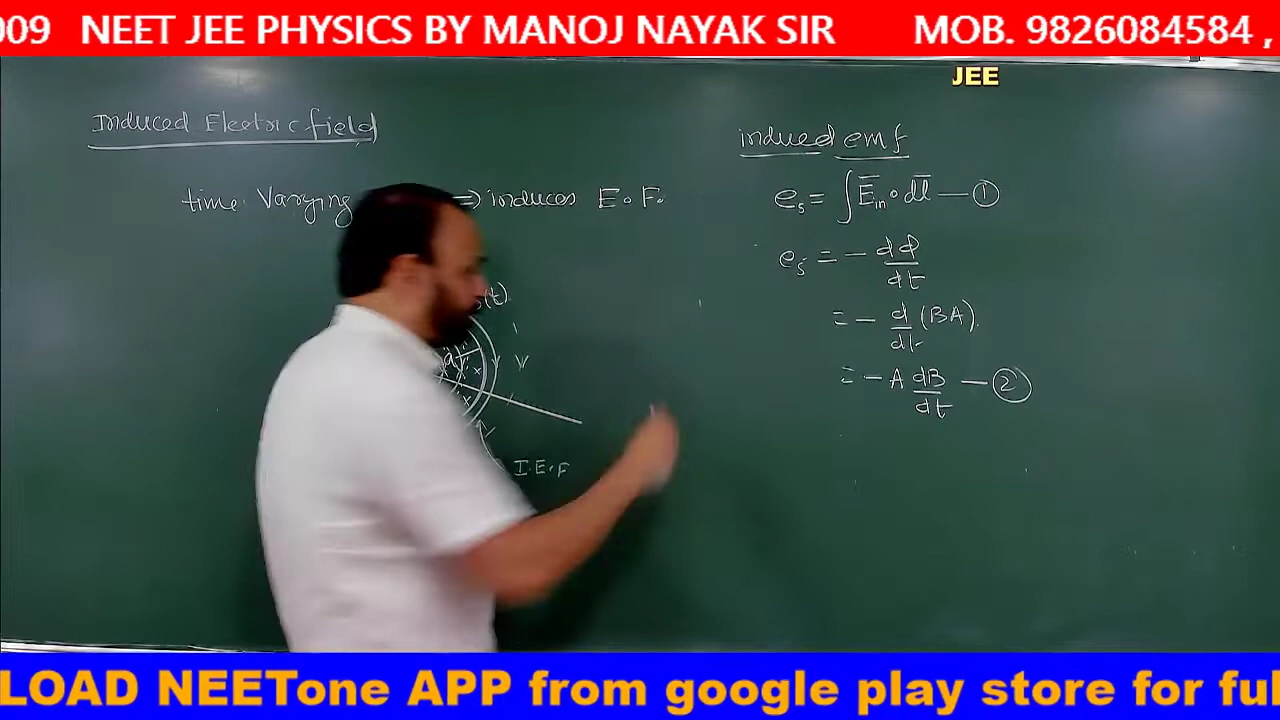 009 NEET JEE PHYSICS BY MANOJ NAYAK SIR MOB. 9826084584 ,
JEE
Induced Electric field
time Varying ⇒ induces E.F.
(t)
I.E.F
induced emf
e_s = ∫E̅_in · dl̅ — ①
e_s = - dϕ/dt
= - d/dt (BA)
= - A dB/dt — ②
LOAD NEETone APP from google play store for ful